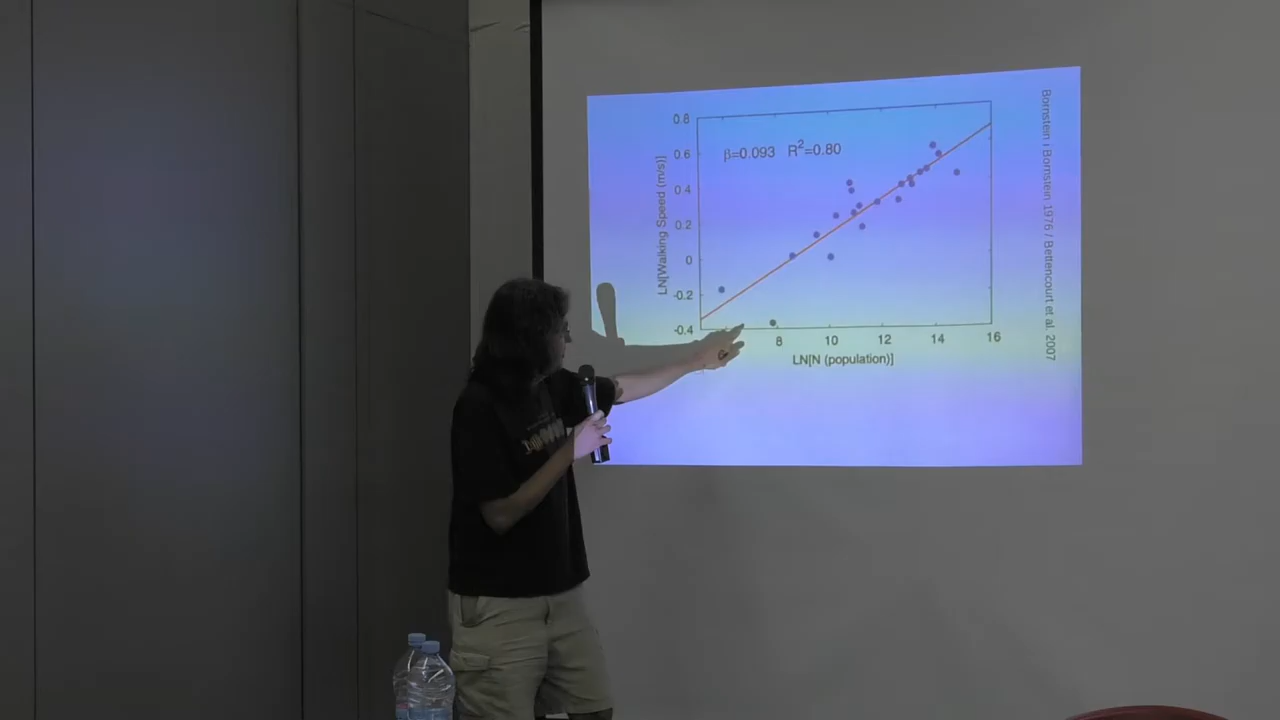 β=0.093 R²=0.80
LN[Walking Speed (m/s)]
0.8
0.6
0.4
0.2
0
-0.2
-0.4
8 10 12 14 16
LN[N (population)]
Bornstein i Bornstein 1976 / Bettencourt et al. 2007